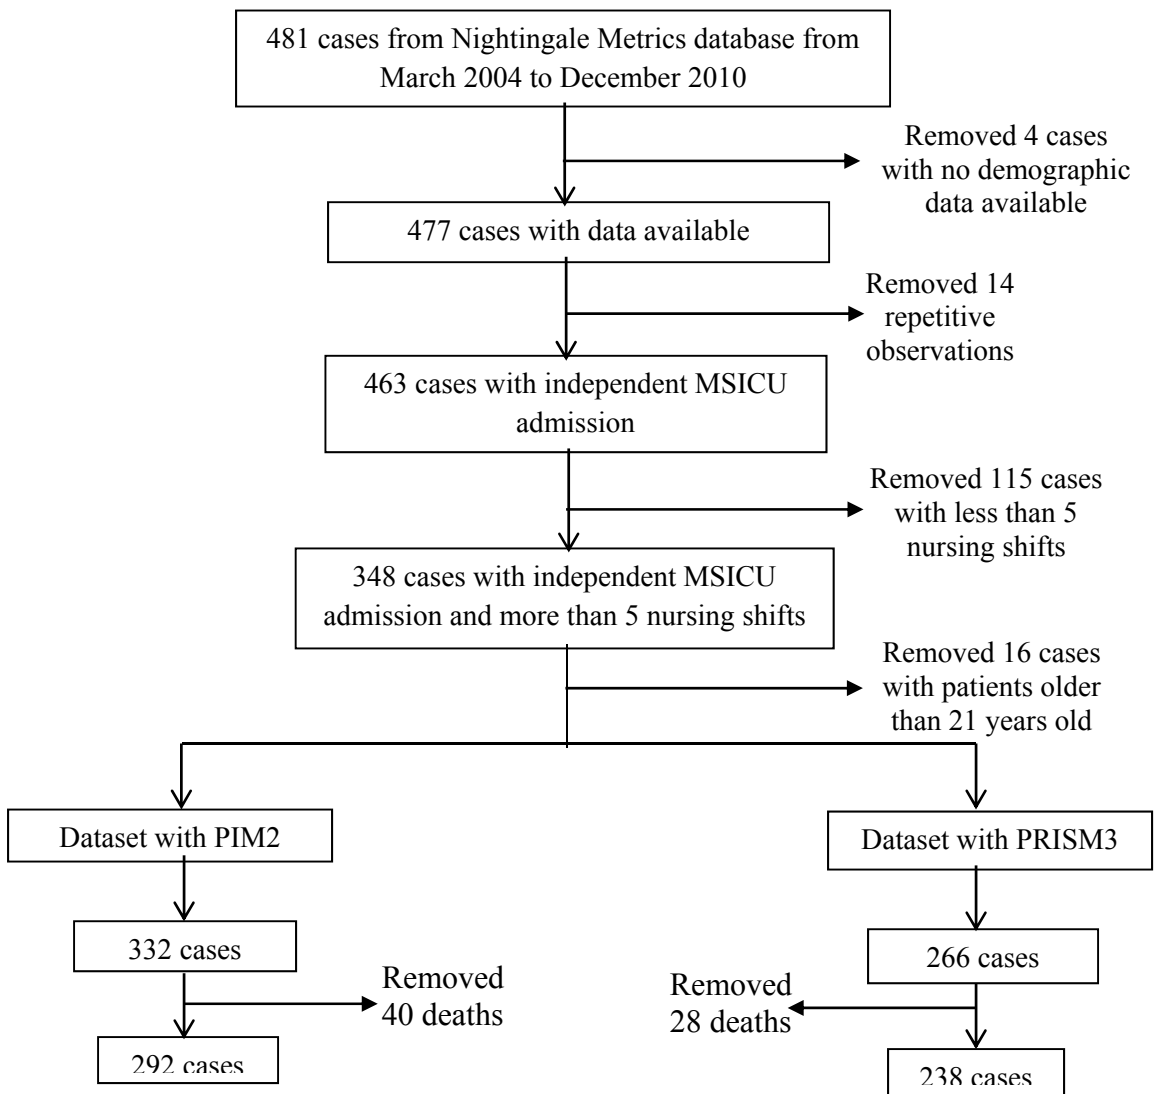 481 cases from Nightingale Metrics database from
March 2004 to December 2010
Removed 4 cases
with no demographic
data available
477 cases with data available
Removed 14
repetitive
observations
463 cases with independent MSICU
admission
Removed 115 cases
with less than 5
nursing shifts
348 cases with independent MSICU
admission and more than 5 nursing shifts
Removed 16 cases
with patients older
than 21 years old
Dataset with PIM2
Dataset with PRISM3
332 cases
266 cases
Removed
40 deaths
Removed
28 deaths
292 cases
238 cases